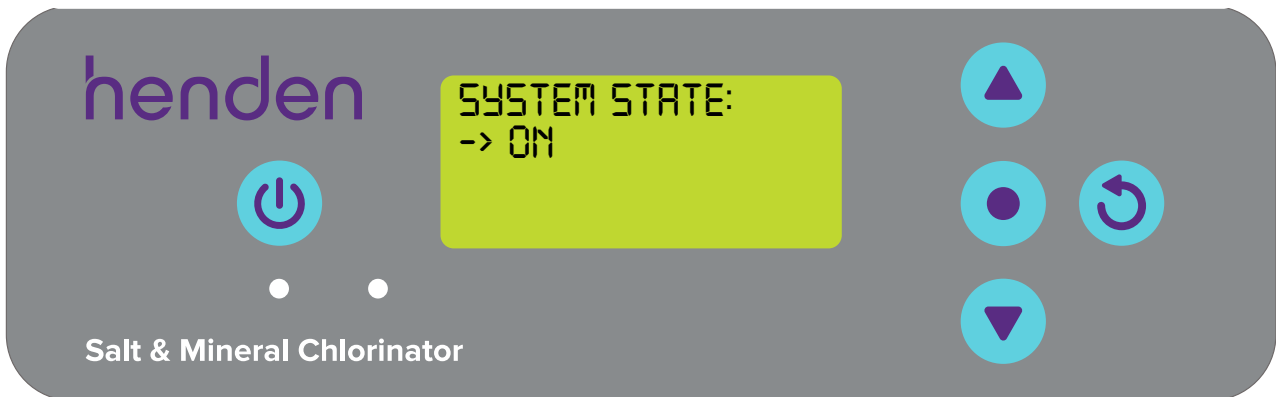 henden
SYSTEM STATE:
-> ON
Salt & Mineral Chlorinator